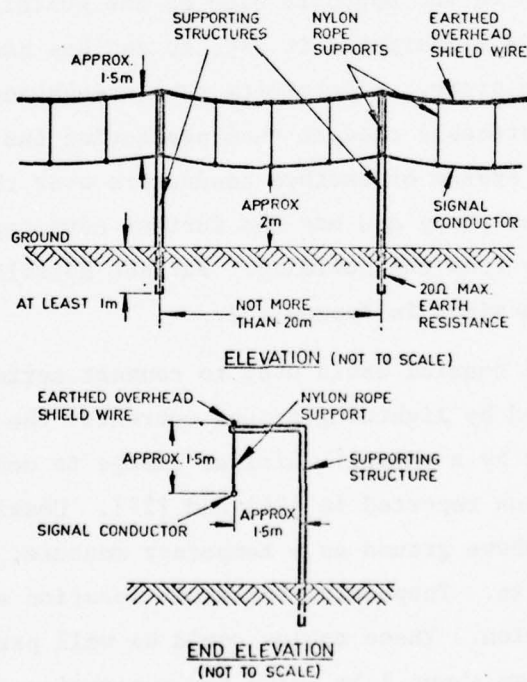 SUPPORTING
STRUCTURES
NYLON
ROPE
SUPPORTS
EARTHED OVERHEAD
SHIELD WIRE
APPROX.
1·5m
APPROX
2m
SIGNAL
CONDUCTOR
GROUND
AT LEAST 1m
NOT MORE
THAN 20m
20Ω MAX.
EARTH
RESISTANCE
ELEVATION (NOT TO SCALE)
EARTHED OVERHEAD
SHIELD WIRE
NYLON ROPE
SUPPORT
APPROX. 1·5m
SUPPORTING
STRUCTURE
SIGNAL CONDUCTOR
APPROX
1·5m
END ELEVATION
(NOT TO SCALE)